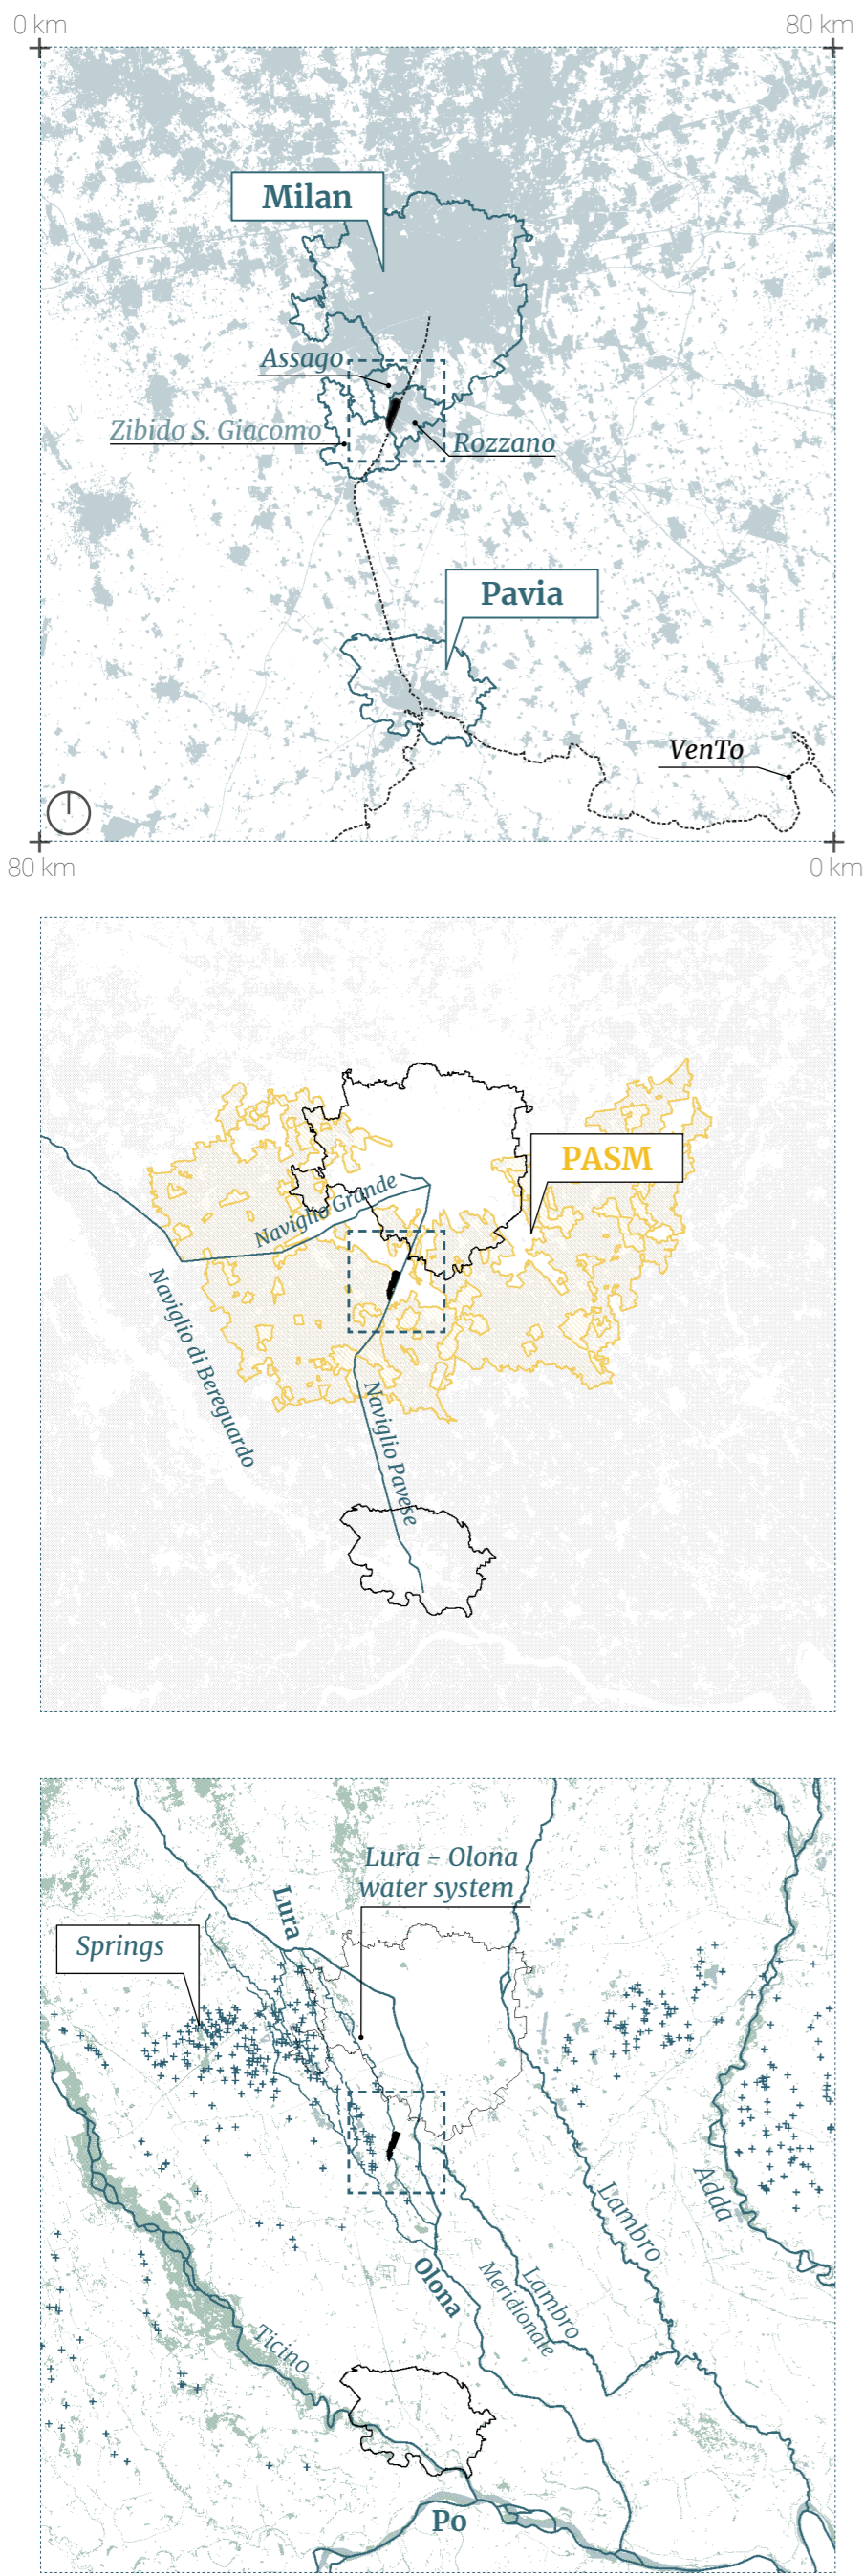 0 km
80 km
Milan
Assago
Zibido S. Giacomo
Rozzano
Pavia
VenTo
80 km
0 km
PASM
Naviglio Grande
Naviglio di Bereguardo
Naviglio Pavese
Lura – Olona
water system
Lura
Springs
Adda
Lambro
Olona
Lambro
Meridionale
Ticino
Po